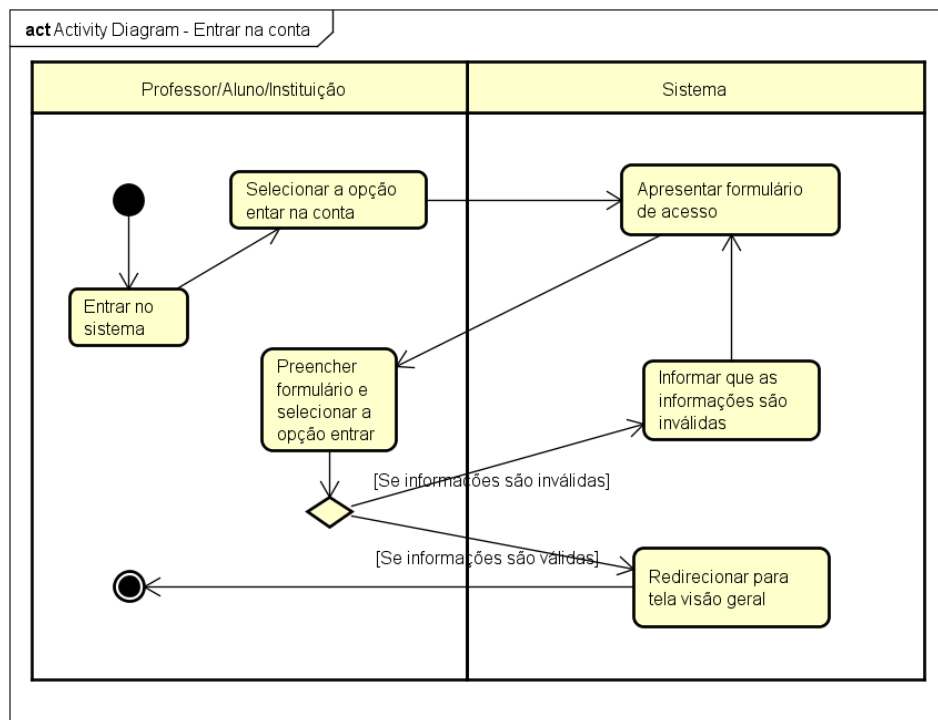 act Activity Diagram - Entrar na conta
Professor/Aluno/Instituição
Sistema
Selecionar a opção
entar na conta
Apresentar formulário
de acesso
Entrar no
sistema
Preencher
formulário e
selecionar a
opção entrar
Informar que as
informações são
inválidas
[Se informações são inválidas]
[Se informações são válidas]
Redirecionar para
tela visão geral